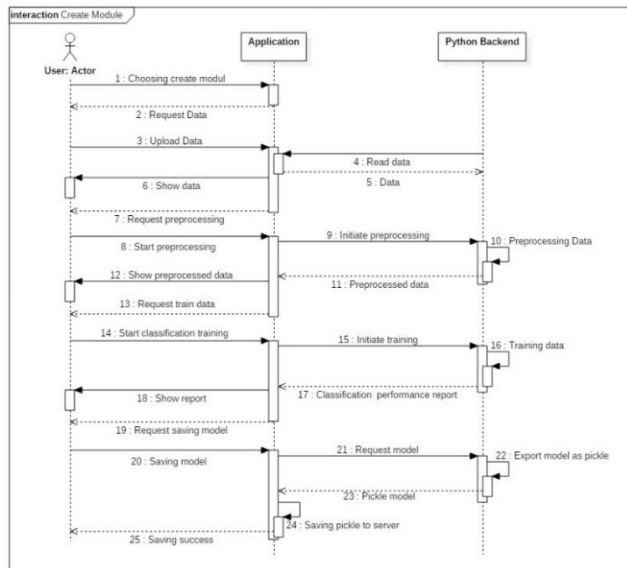 interaction Create Module
Application
Python Backend
User: Actor
1 : Choosing create modul
2 : Request Data
3 : Upload Data
4 : Read data
5 : Data
6 : Show data
7 : Request preprocessing
8 : Start preprocessing
9 : Initiate preprocessing
10 : Preprocessing Data
11 : Preprocessed data
12 : Show preprocessed data
13 : Request train data
14 : Start classification training
15 : Initiate training
16 : Training data
17 : Classification performance report
18 : Show report
19 : Request saving model
20 : Saving model
21 : Request model
22 : Export model as pickle
23 : Pickle model
24 : Saving pickle to server
25 : Saving success